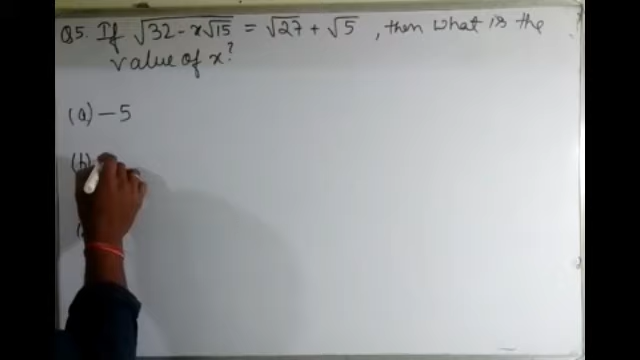 Q5. If √32 - x√15 = √27 + √5 , then what is the
value of x?
(a) - 5
(b)